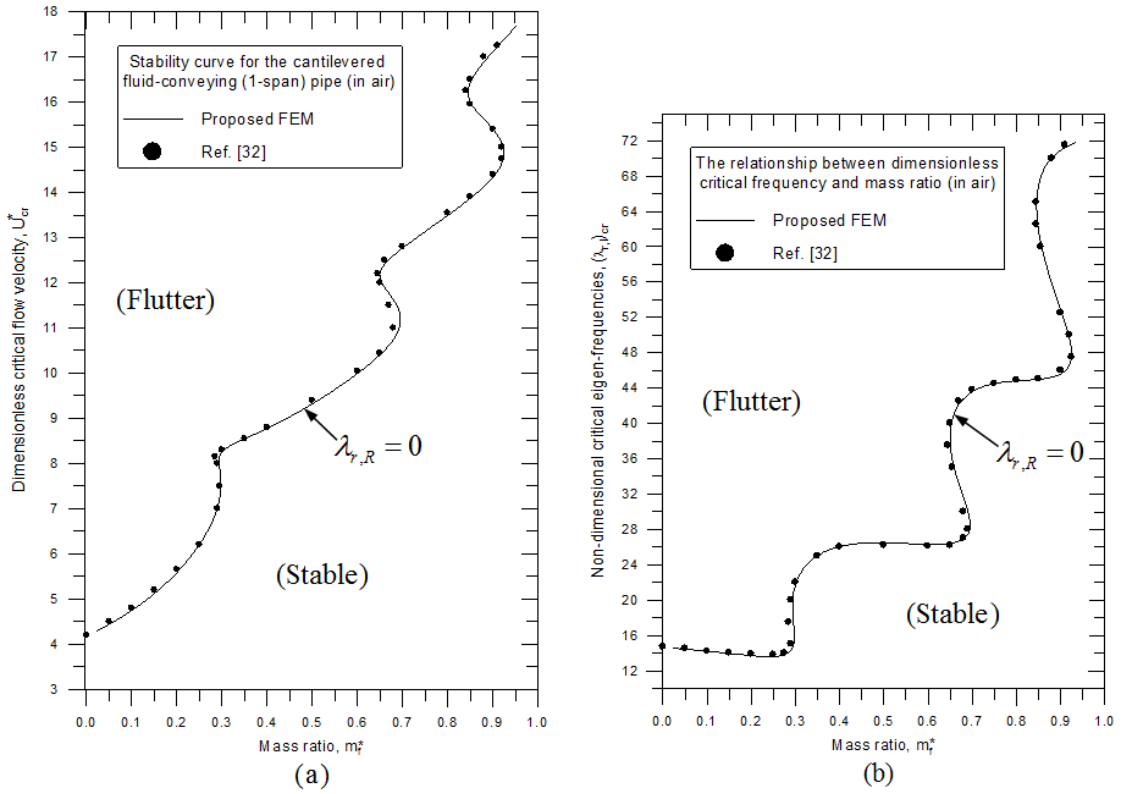 18
17
16
15
14
13
12
11
10
9
8
7
6
5
4
3
Dimensionless critical flow velocity, U*cr
Stability curve for the cantilevered
fluid-conveying (1-span) pipe (in air)
Proposed FEM
Ref. [32]
(Flutter)
λr,R = 0
(Stable)
0.0 0.1 0.2 0.3 0.4 0.5 0.6 0.7 0.8 0.9 1.0
Mass ratio, m*f
(a)
72
68
64
60
56
52
48
44
40
36
32
28
24
20
16
12
Non-dimensional critical eigen-frequencies, (λr,I)cr
The relationship between dimensionless
critical frequency and mass ratio (in air)
Proposed FEM
Ref. [32]
(Flutter)
λr,R = 0
(Stable)
0.0 0.1 0.2 0.3 0.4 0.5 0.6 0.7 0.8 0.9 1.0
Mass ratio, m*f
(b)